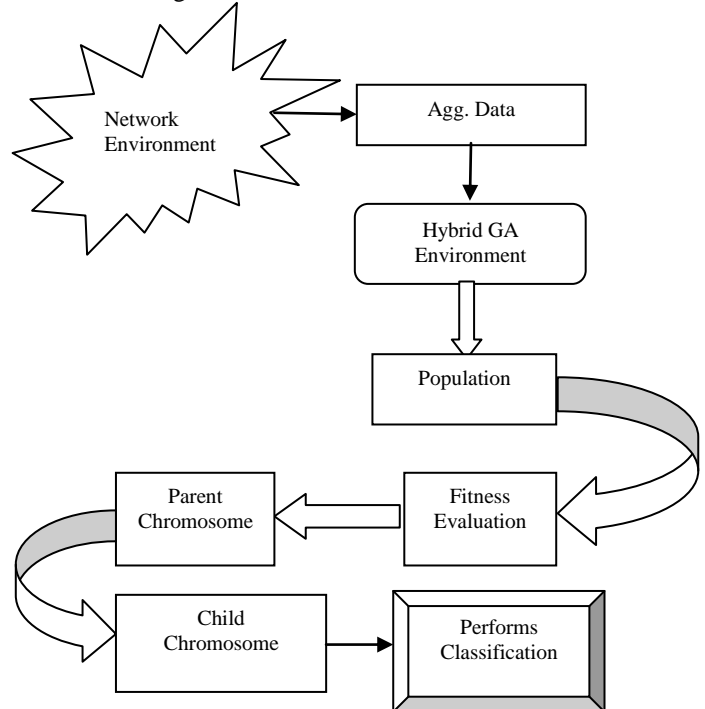 Network
Environment
Agg. Data
Hybrid GA
Environment
Population
Parent
Chromosome
Fitness
Evaluation
Child
Chromosome
Performs
Classification